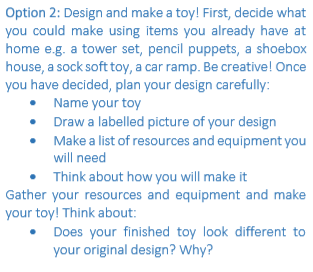 Option 2: Design and make a toy! First, decide what
you could make using items you already have at
home e.g. a tower set, pencil puppets, a shoebox
house, a sock soft toy, a car ramp. Be creative! Once
you have decided, plan your design carefully:
• Name your toy
• Draw a labelled picture of your design
• Make a list of resources and equipment you
will need
• Think about how you will make it
Gather your resources and equipment and make
your toy! Think about:
• Does your finished toy look different to
your original design? Why?